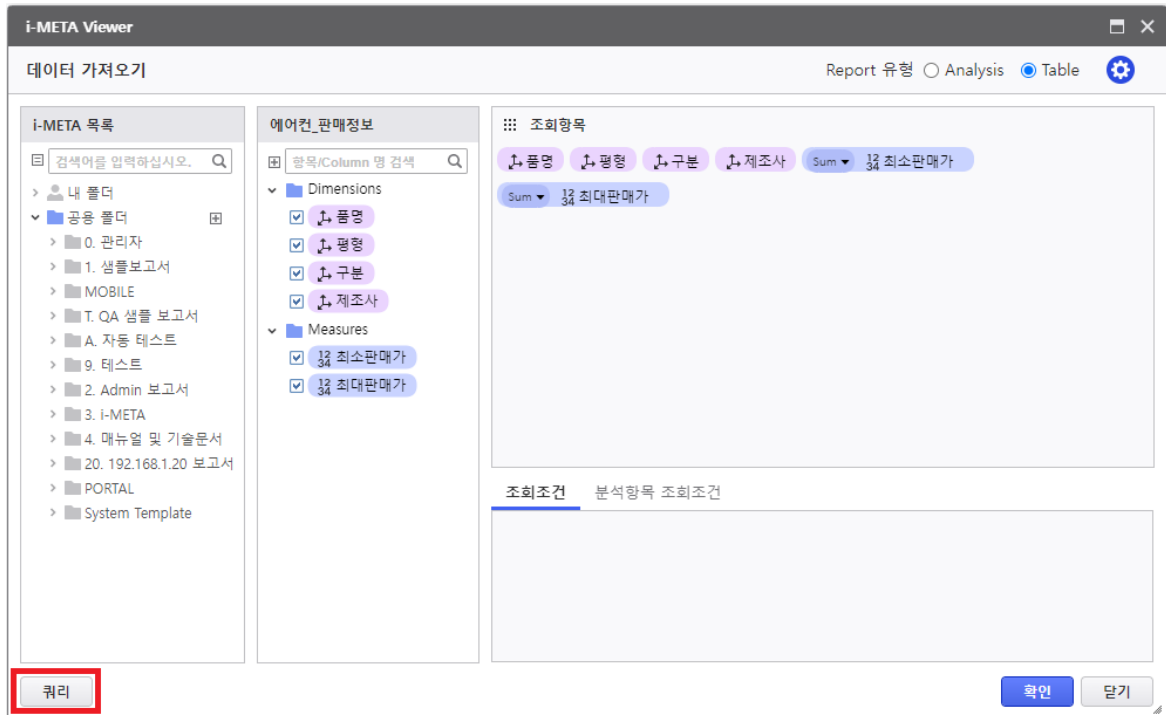 i-META Viewer
데이터 가져오기
Report 유형 Analysis Table
i-META 목록
검색어를 입력하십시오.
내 폴더
공용 폴더
0. 관리자
1. 샘플보고서
MOBILE
T. QA 샘플 보고서
A. 자동 테스트
9. 테스트
2. Admin 보고서
3. i-META
4. 매뉴얼 및 기술문서
20. 192.168.1.20 보고서
PORTAL
System Template
에어컨_판매정보
항목/Column 명 검색
Dimensions
품명
평형
구분
제조사
Measures
12 34 최소판매가
12 34 최대판매가
조회항목
품명 평형 구분 제조사 Sum 12 34 최소판매가
Sum 12 34 최대판매가
조회조건 분석항목 조회조건
쿼리
확인 닫기